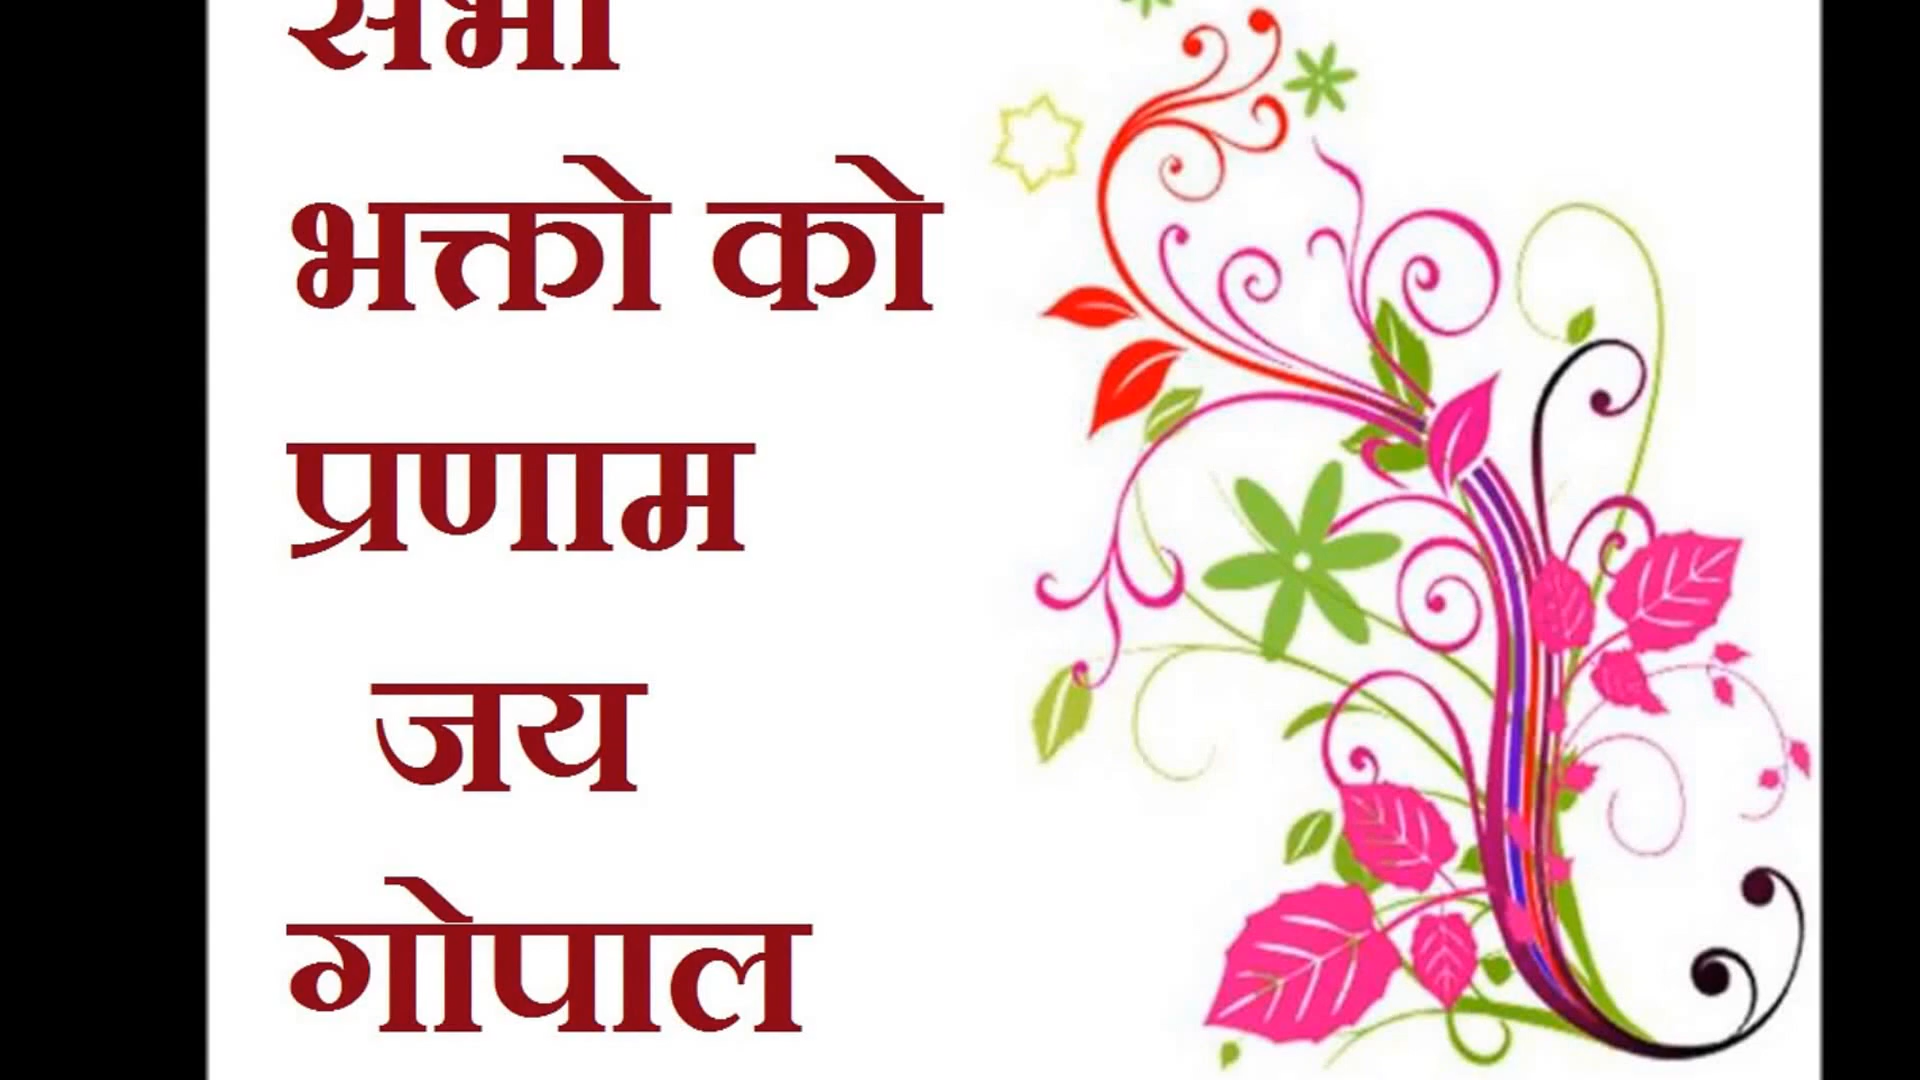 सभी
भक्तो को
प्रणाम
जय
गोपाल